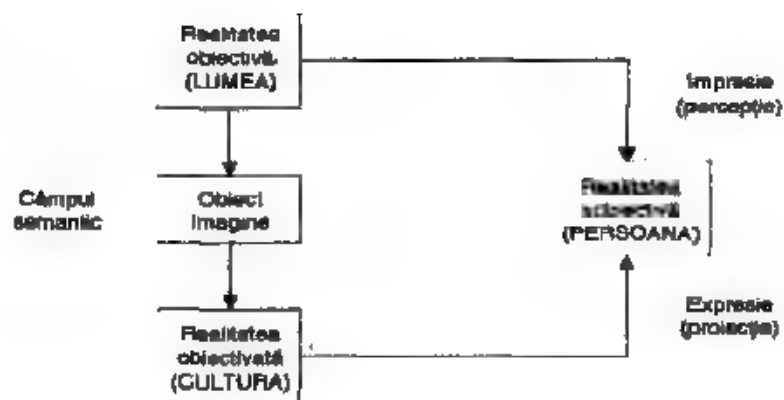 Realitatea
obiectivă
(LUMEA)
Impresie
(percepție)
Câmpul
semantic
Obiect
Imagine
Realitatea
subiectivă
(PERSOANA)
Expresie
(proiecție)
Realitatea
obiectivată
(CULTURA)